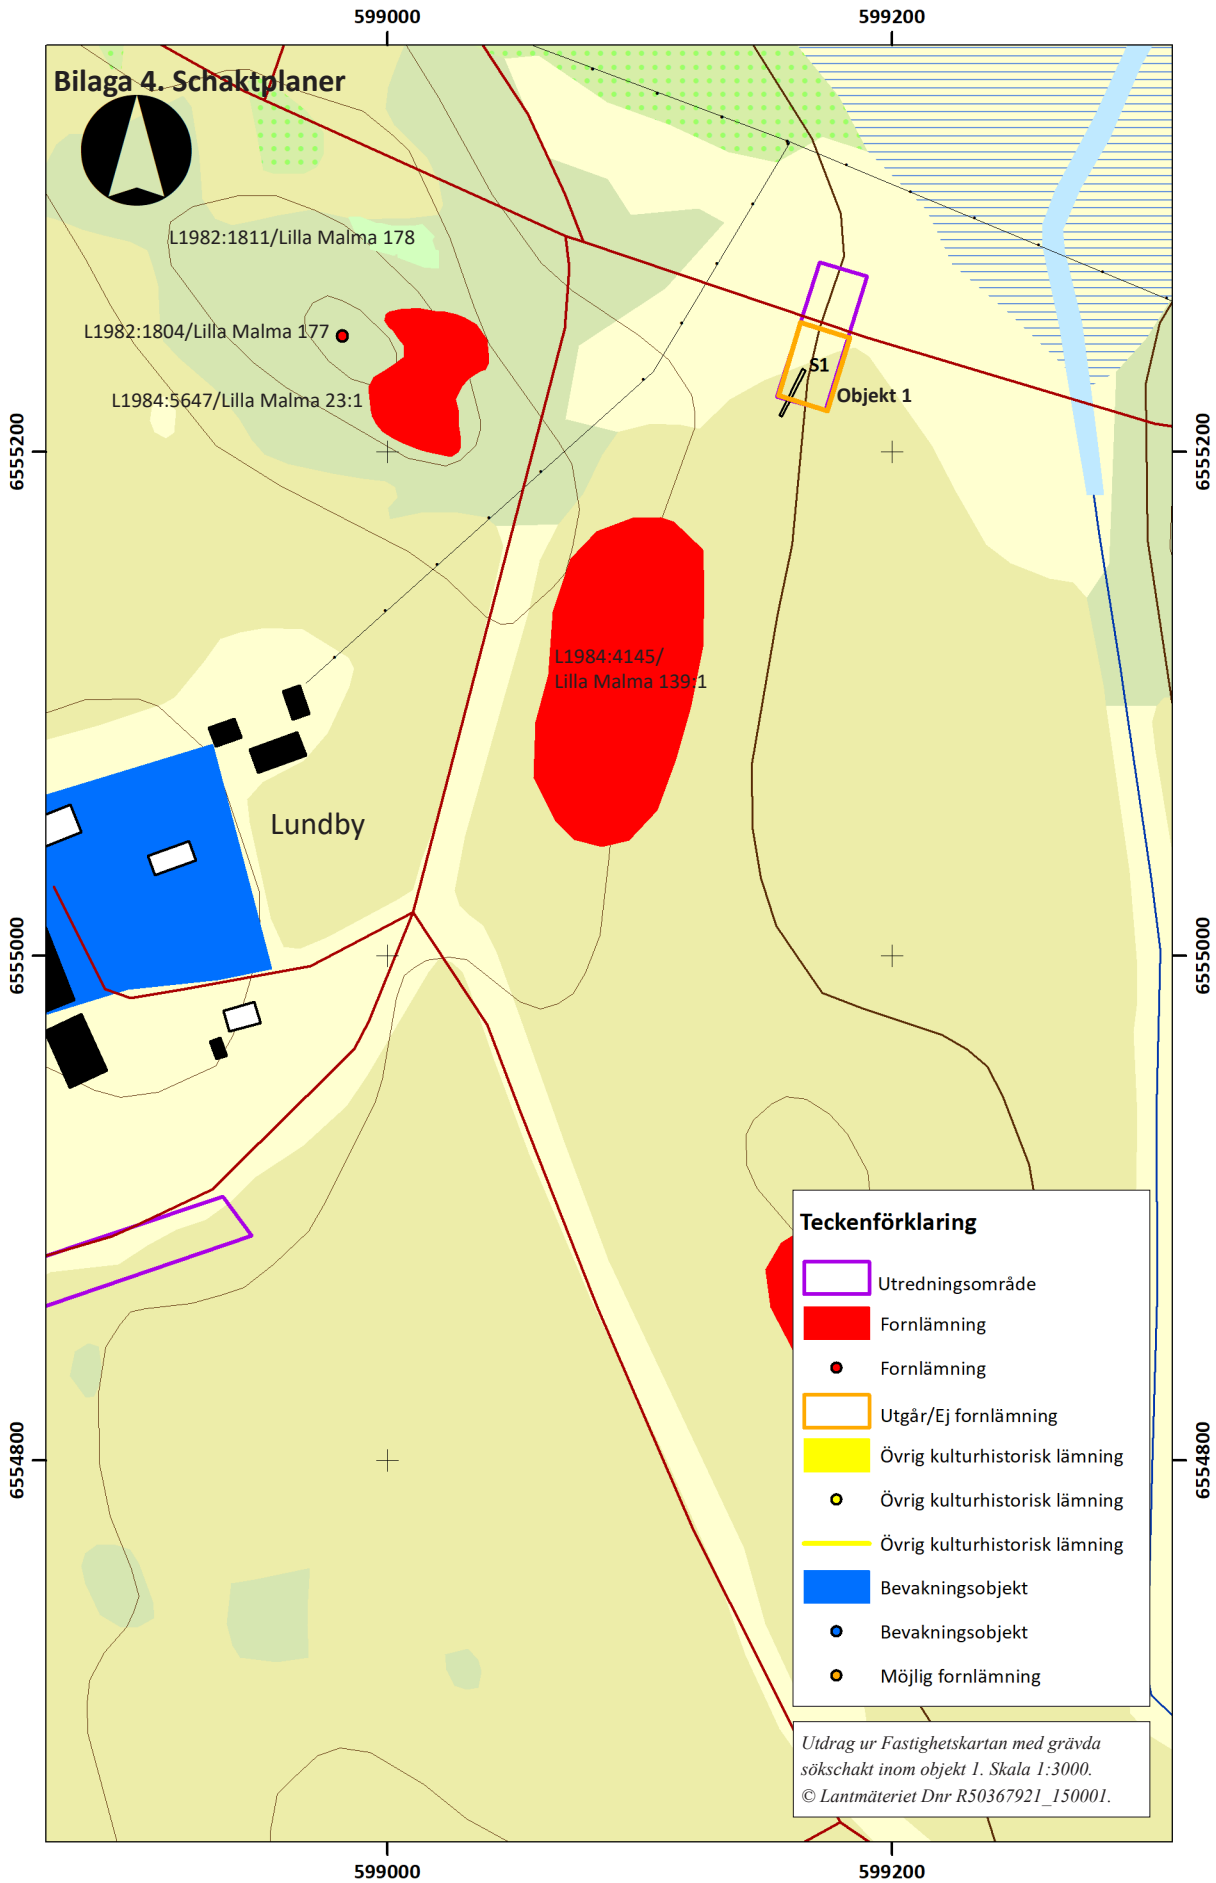 599000
599200
Bilaga 4. Schaktplaner
L1982:1811/Lilla Malma 178
L1982:1804/Lilla Malma 177
L1984:5647/Lilla Malma 23:1
S1
Objekt 1
6555200
6555200
L1984:4145/
Lilla Malma 139:1
Lundby
6555000
6555000
Teckenförklaring
Utredningsområde
Fornlämning
Fornlämning
Utgår/Ej fornlämning
Övrig kulturhistorisk lämning
Övrig kulturhistorisk lämning
Övrig kulturhistorisk lämning
Bevakningsobjekt
Bevakningsobjekt
Möjlig fornlämning
6554800
6554800
Utdrag ur Fastighetskartan med grävda
sökschakt inom objekt 1. Skala 1:3000.
© Lantmäteriet Dnr R50367921_150001.
599000
599200